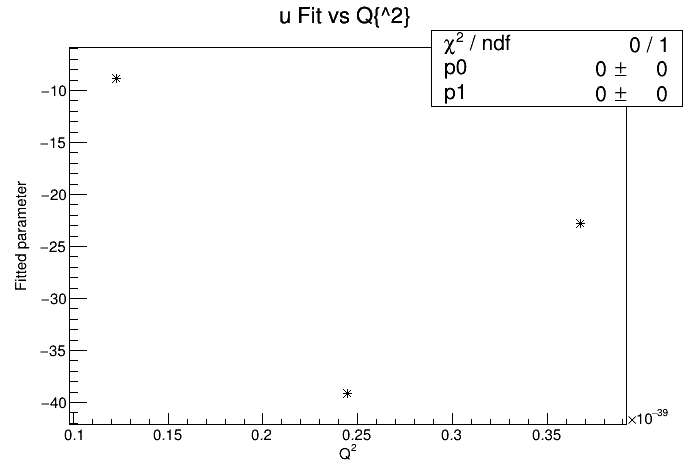 u Fit vs Q{^2}
χ² / ndf 0 / 1
p0 0 ± 0
p1 0 ± 0
Fitted parameter
−10
−15
−20
−25
−30
−35
−40
0.1 0.15 0.2 0.25 0.3 0.35
×10⁻³⁹
Q²